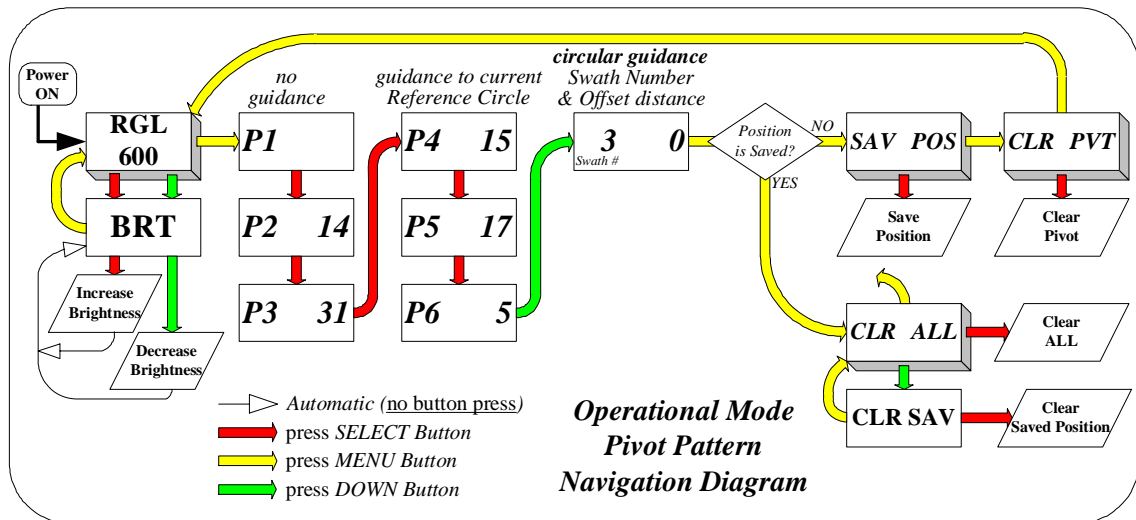 Power
ON
RGL
600
BRT
Increase
Brightness
Decrease
Brightness
no
guidance
P1
P2 14
P3 31
guidance to current
Reference Circle
P4 15
P5 17
P6 5
circular guidance
Swath Number
& Offset distance
3 0
Swath #
Position
is Saved?
NO
YES
SAV POS
CLR PVT
Save
Position
Clear
Pivot
CLR ALL
Clear
ALL
CLR SAV
Clear
Saved Position
Automatic (no button press)
press SELECT Button
press MENU Button
press DOWN Button
Operational Mode
Pivot Pattern
Navigation Diagram